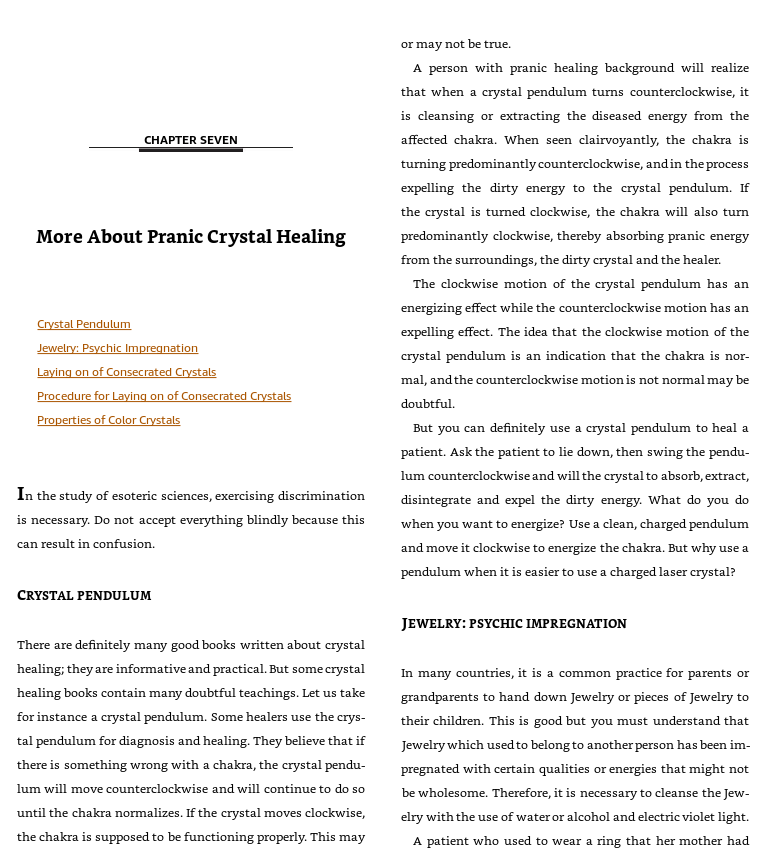 CHAPTER SEVEN
More About Pranic Crystal Healing
Crystal Pendulum
Jewelry: Psychic Impregnation
Laying on of Consecrated Crystals
Procedure for Laying on of Consecrated Crystals
Properties of Color Crystals
In the study of esoteric sciences, exercising discrimination
is necessary. Do not accept everything blindly because this
can result in confusion.
CRYSTAL PENDULUM
There are definitely many good books written about crystal
healing; they are informative and practical. But some crystal
healing books contain many doubtful teachings. Let us take
for instance a crystal pendulum. Some healers use the crys-
tal pendulum for diagnosis and healing. They believe that if
there is something wrong with a chakra, the crystal pendu-
lum will move counterclockwise and will continue to do so
until the chakra normalizes. If the crystal moves clockwise,
the chakra is supposed to be functioning properly. This may
or may not be true.
A person with pranic healing background will realize
that when a crystal pendulum turns counterclockwise, it
is cleansing or extracting the diseased energy from the
affected chakra. When seen clairvoyantly, the chakra is
turning predominantly counterclockwise, and in the process
expelling the dirty energy to the crystal pendulum. If
the crystal is turned clockwise, the chakra will also turn
predominantly clockwise, thereby absorbing pranic energy
from the surroundings, the dirty crystal and the healer.
The clockwise motion of the crystal pendulum has an
energizing effect while the counterclockwise motion has an
expelling effect. The idea that the clockwise motion of the
crystal pendulum is an indication that the chakra is nor-
mal, and the counterclockwise motion is not normal may be
doubtful.
But you can definitely use a crystal pendulum to heal a
patient. Ask the patient to lie down, then swing the pendu-
lum counterclockwise and will the crystal to absorb, extract,
disintegrate and expel the dirty energy. What do you do
when you want to energize? Use a clean, charged pendulum
and move it clockwise to energize the chakra. But why use a
pendulum when it is easier to use a charged laser crystal?
JEWELRY: PSYCHIC IMPREGNATION
In many countries, it is a common practice for parents or
grandparents to hand down Jewelry or pieces of Jewelry to
their children. This is good but you must understand that
Jewelry which used to belong to another person has been im-
pregnated with certain qualities or energies that might not
be wholesome. Therefore, it is necessary to cleanse the Jew-
elry with the use of water or alcohol and electric violet light.
A patient who used to wear a ring that her mother had